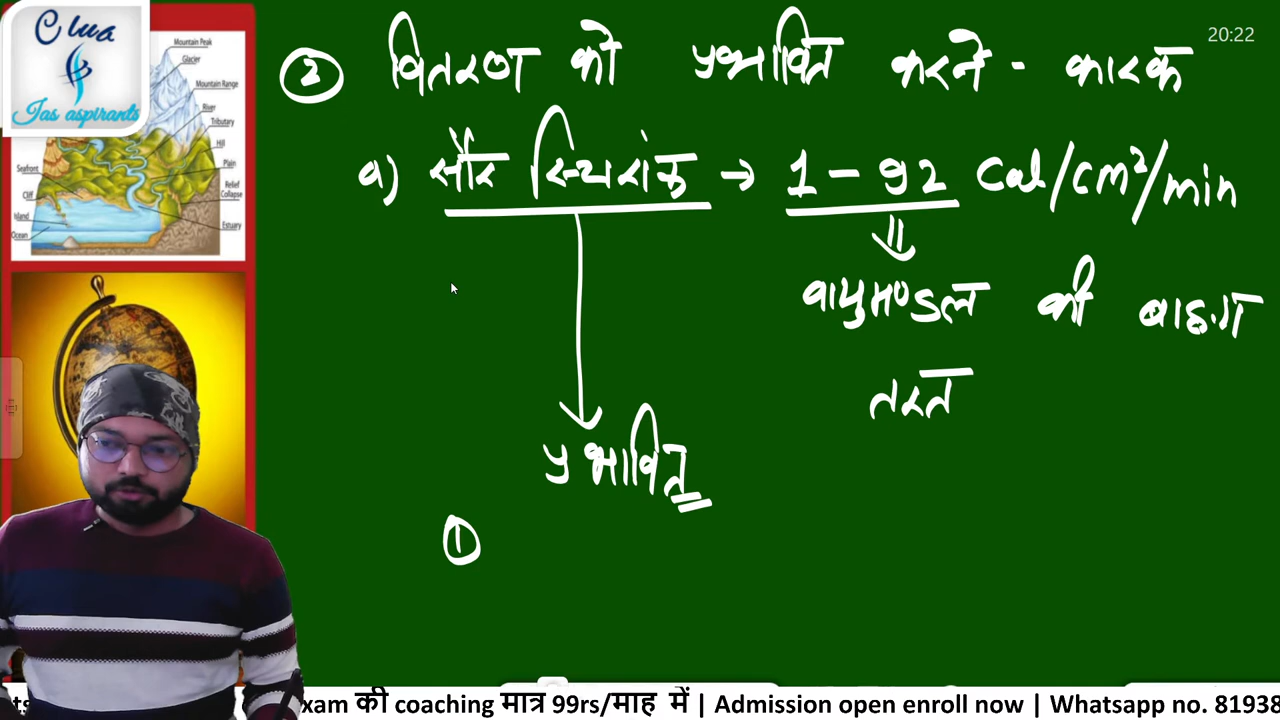 Clua
Ias aspirants
Mountain Peak
Glacier
Mountain Range
River
Tributary
Hill
Plain
Relief
Collapse
Estuary
Seafront
Cliff
Island
Ocean
20:22
② वितरण को प्रभावित करने - कारक
a) सौर स्थिरांक → 1 - 92 Cal/cm²/min
वायुमण्डल की बाह्य
तरत
प्रभावित
①
xam की coaching मात्र 99rs/माह में | Admission open enroll now | Whatsapp no. 81938